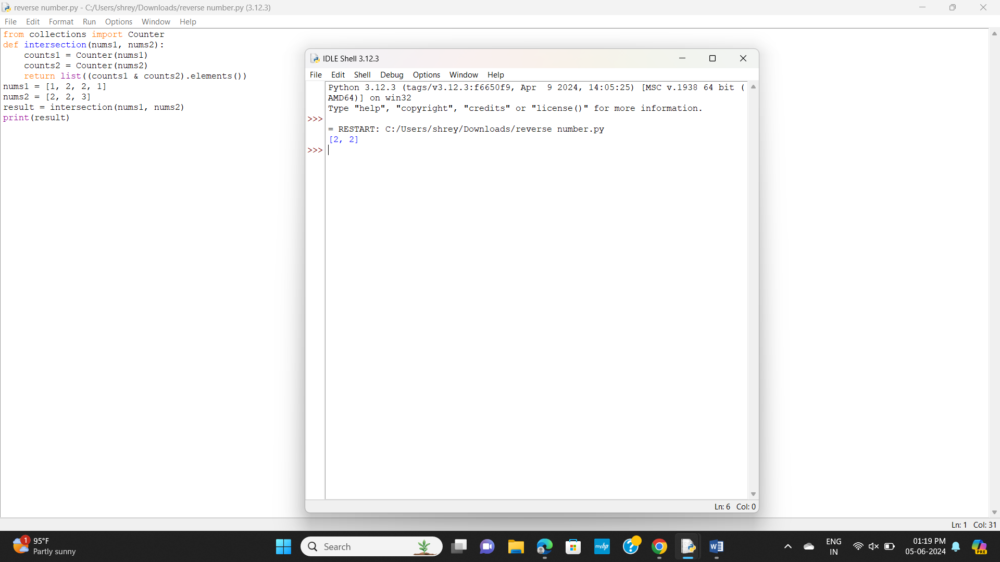 reverse number.py - C:/Users/shrey/Downloads/reverse number.py (3.12.3)
File Edit Format Run Options Window Help
from collections import Counter
def intersection(nums1, nums2):
    counts1 = Counter(nums1)
    counts2 = Counter(nums2)
    return list((counts1 & counts2).elements())
nums1 = [1, 2, 2, 1]
nums2 = [2, 2, 3]
result = intersection(nums1, nums2)
print(result)
IDLE Shell 3.12.3
File Edit Shell Debug Options Window Help
Python 3.12.3 (tags/v3.12.3:f6650f9, Apr  9 2024, 14:05:25) [MSC v.1938 64 bit (
AMD64)] on win32
Type "help", "copyright", "credits" or "license()" for more information.
>>>
= RESTART: C:/Users/shrey/Downloads/reverse number.py
[2, 2]
>>>
Ln: 6 Col: 0
Ln: 1 Col: 31
1
95°F
Partly sunny
Search
myhp
?
W
ENG
IN
01:19 PM
05-06-2024
PRE